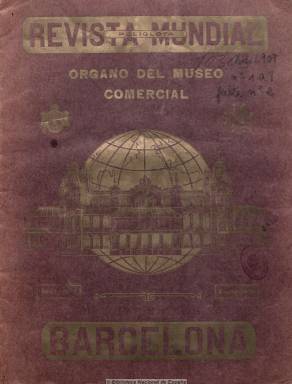 REVISTA MUNDIAL
POLIGLOTA
ORGANO DEL MUSEO
COMERCIAL
BARCELONA
© Biblioteca Nacional de España